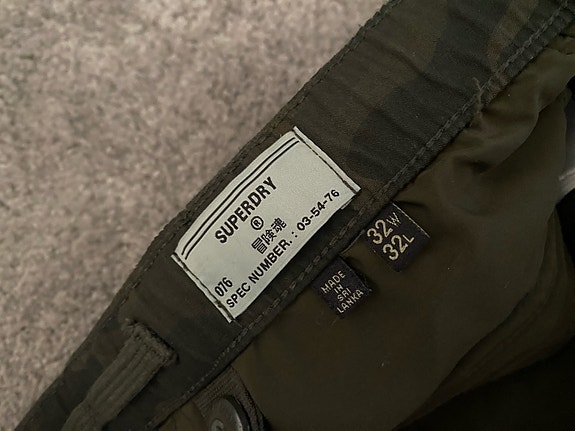 SUPERDRY
®
冒険魂
076
SPEC NUMBER. : 03-54-76
32W
32L
MADE
IN
SRI
LANKA